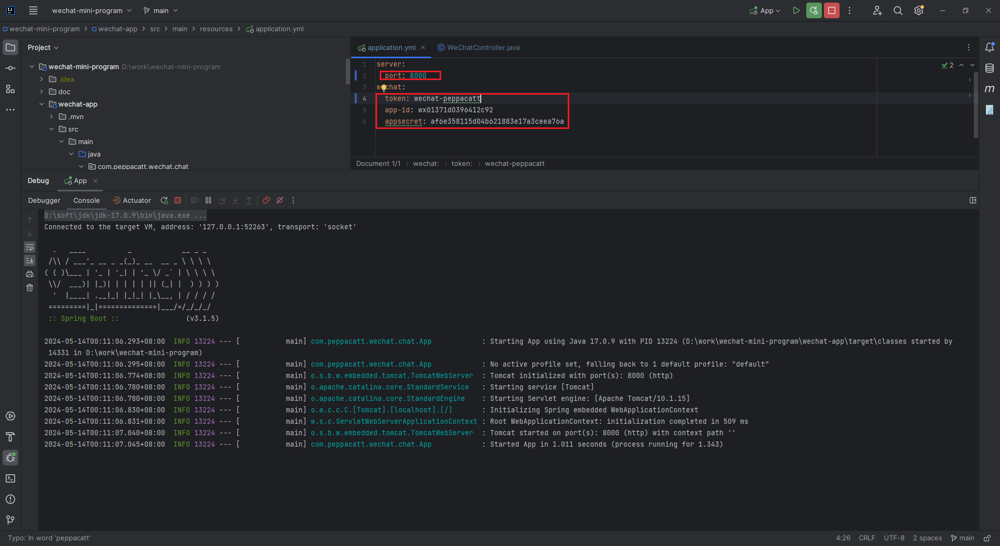 wechat-mini-program main App
wechat-mini-program > wechat-app > src > main > resources > application.yml
Project
application.yml WeChatController.java
wechat-mini-program D:\work\wechat-mini-program
.idea
doc
wechat-app
.mvn
src
main
java
com.peppacatt.wechat.chat
1 server:
2 port: 8000
3 wechat:
4 token: wechat-peppacatt
5 app-id: wx01371d0396412c92
6 appsecret: af6e358115d04b621883e17a3ceea76a
2
Document 1/1 > wechat: > token: > wechat-peppacatt
Debug App
Debugger Console Actuator
D:\soft\jdk\jdk-17.0.9\bin\java.exe ...
Connected to the target VM, address: '127.0.0.1:52263', transport: 'socket'
  .   ____          _            __ _ _
 /\\ / ___'_ __ _ _(_)_ __  __ _ \ \ \ \
( ( )\___ | '_ | '_| | '_ \/ _` | \ \ \ \
 \\/  ___)| |_)| | | | | || (_| |  ) ) ) )
  '  |____| .__|_| |_|_| |_\__, | / / / /
 =========|_|==============|___/=/_/_/_/
 :: Spring Boot ::                (v3.1.5)
2024-05-14T00:11:06.293+08:00  INFO 13224 --- [           main] com.peppacatt.wechat.chat.App            : Starting App using Java 17.0.9 with PID 13224 (D:\work\wechat-mini-program\wechat-app\target\classes started by
 14331 in D:\work\wechat-mini-program)
2024-05-14T00:11:06.295+08:00  INFO 13224 --- [           main] com.peppacatt.wechat.chat.App            : No active profile set, falling back to 1 default profile: "default"
2024-05-14T00:11:06.774+08:00  INFO 13224 --- [           main] o.s.b.w.embedded.tomcat.TomcatWebServer  : Tomcat initialized with port(s): 8000 (http)
2024-05-14T00:11:06.780+08:00  INFO 13224 --- [           main] o.apache.catalina.core.StandardService   : Starting service [Tomcat]
2024-05-14T00:11:06.780+08:00  INFO 13224 --- [           main] o.apache.catalina.core.StandardEngine    : Starting Servlet engine: [Apache Tomcat/10.1.15]
2024-05-14T00:11:06.830+08:00  INFO 13224 --- [           main] o.a.c.c.C.[Tomcat].[localhost].[/]       : Initializing Spring embedded WebApplicationContext
2024-05-14T00:11:06.831+08:00  INFO 13224 --- [           main] w.s.c.ServletWebServerApplicationContext : Root WebApplicationContext: initialization completed in 509 ms
2024-05-14T00:11:07.040+08:00  INFO 13224 --- [           main] o.s.b.w.embedded.tomcat.TomcatWebServer  : Tomcat started on port(s): 8000 (http) with context path ''
2024-05-14T00:11:07.045+08:00  INFO 13224 --- [           main] com.peppacatt.wechat.chat.App            : Started App in 1.011 seconds (process running for 1.343)
Typo: In word 'peppacatt' 4:26 CRLF UTF-8 2 spaces main